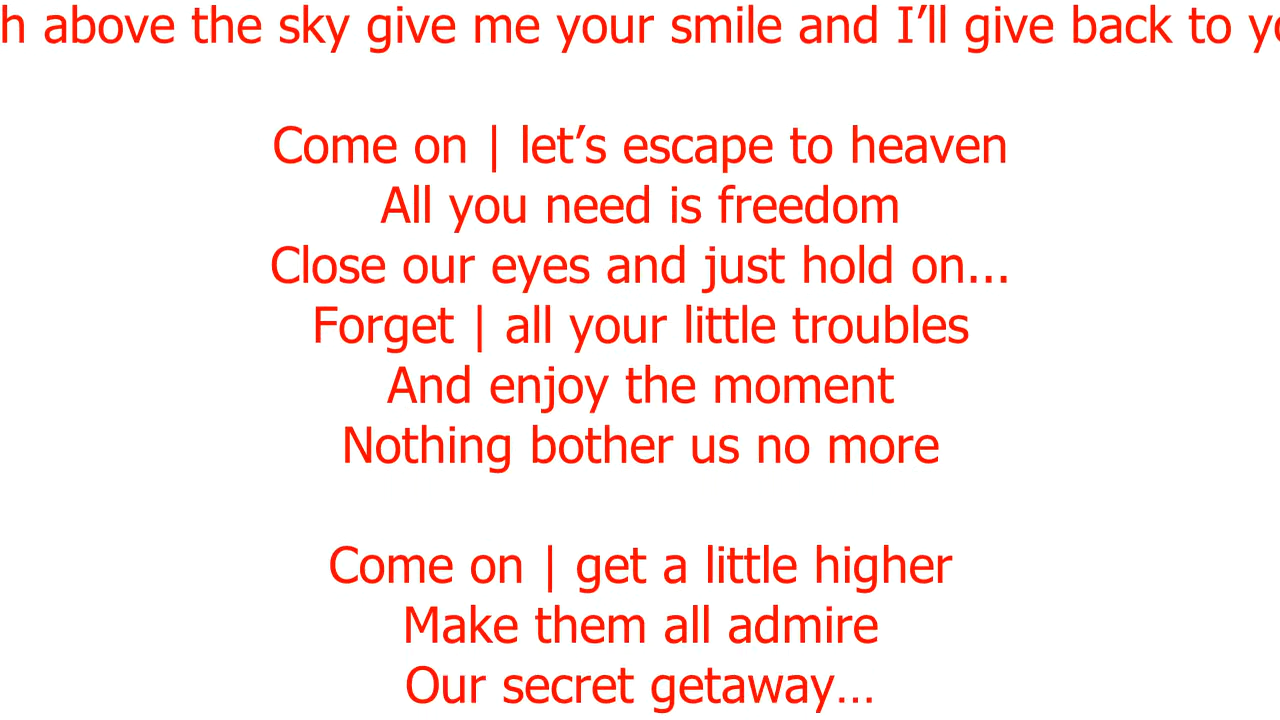 h above the sky give me your smile and I’ll give back to yo
Come on | let’s escape to heaven
All you need is freedom
Close our eyes and just hold on...
Forget | all your little troubles
And enjoy the moment
Nothing bother us no more
Come on | get a little higher
Make them all admire
Our secret getaway...